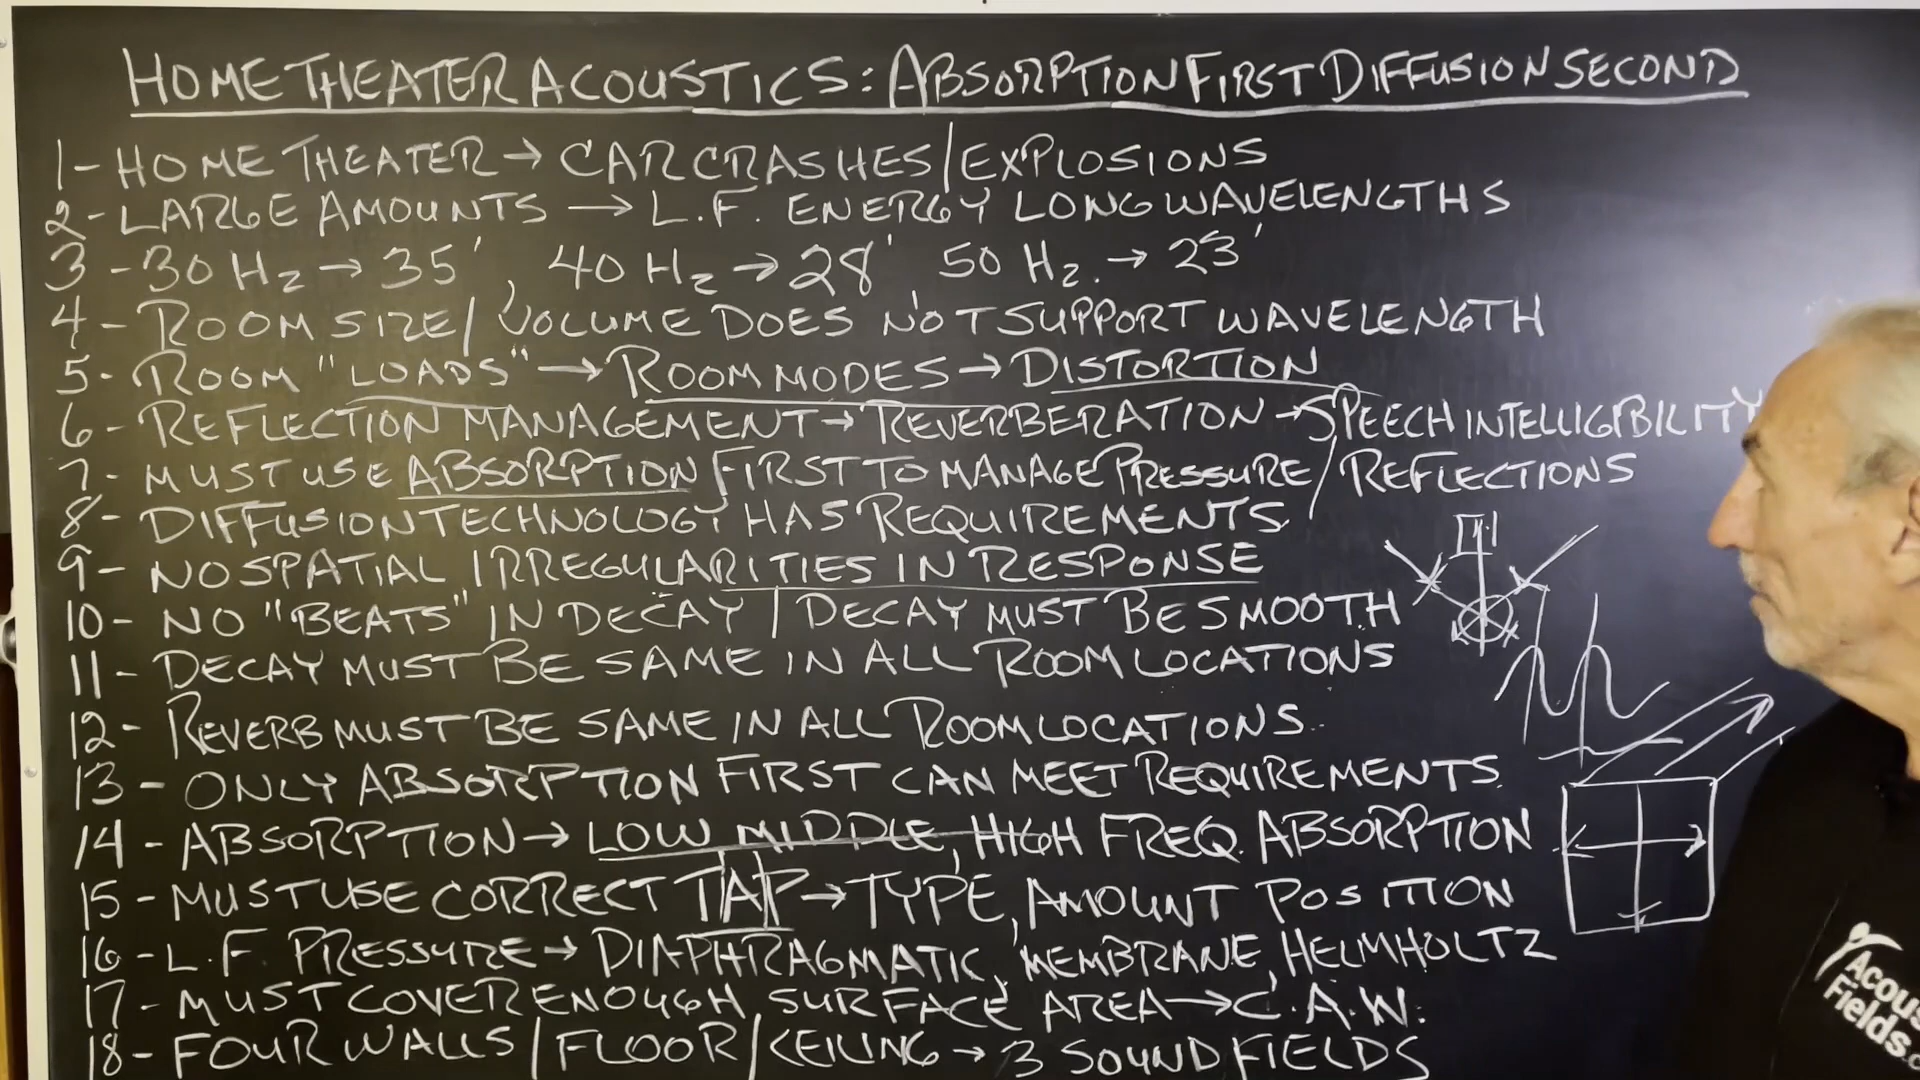 HOME THEATER ACOUSTICS: ABSORPTION FIRST DIFFUSION SECOND
1- HOME THEATER → CAR CRASHES/EXPLOSIONS
2- LARGE AMOUNTS → L.F. ENERGY LONG WAVELENGTHS
3 - 30 Hz → 35', 40 Hz → 28' 50 Hz. → 23'
4- ROOM SIZE/VOLUME DOES NOT SUPPORT WAVELENGTH
5- ROOM "LOADS" → ROOM MODES → DISTORTION
6- REFLECTION MANAGEMENT → REVERBERATION → SPEECH INTELLIGIBILITY
7- MUST USE ABSORPTION FIRST TO MANAGE PRESSURE/REFLECTIONS
8- DIFFUSION TECHNOLOGY HAS REQUIREMENTS
9- NO SPATIAL IRREGULARITIES IN RESPONSE
10- NO "BEATS" IN DECAY / DECAY MUST BE SMOOTH
11- DECAY MUST BE SAME IN ALL ROOM LOCATIONS
12- REVERB MUST BE SAME IN ALL ROOM LOCATIONS.
13- ONLY ABSORPTION FIRST CAN MEET REQUIREMENTS.
14- ABSORPTION → LOW MIDDLE, HIGH FREQ. ABSORPTION
15- MUST USE CORRECT TAP → TYPE, AMOUNT POSITION
16- L.F. PRESSURE → DIAPHRAGMATIC, MEMBRANE, HELMHOLTZ
17- MUST COVER ENOUGH SURFACE AREA → C.A.W.
18- FOUR WALLS/FLOOR/CEILING → 3 SOUND FIELDS
Acous
Fields.c